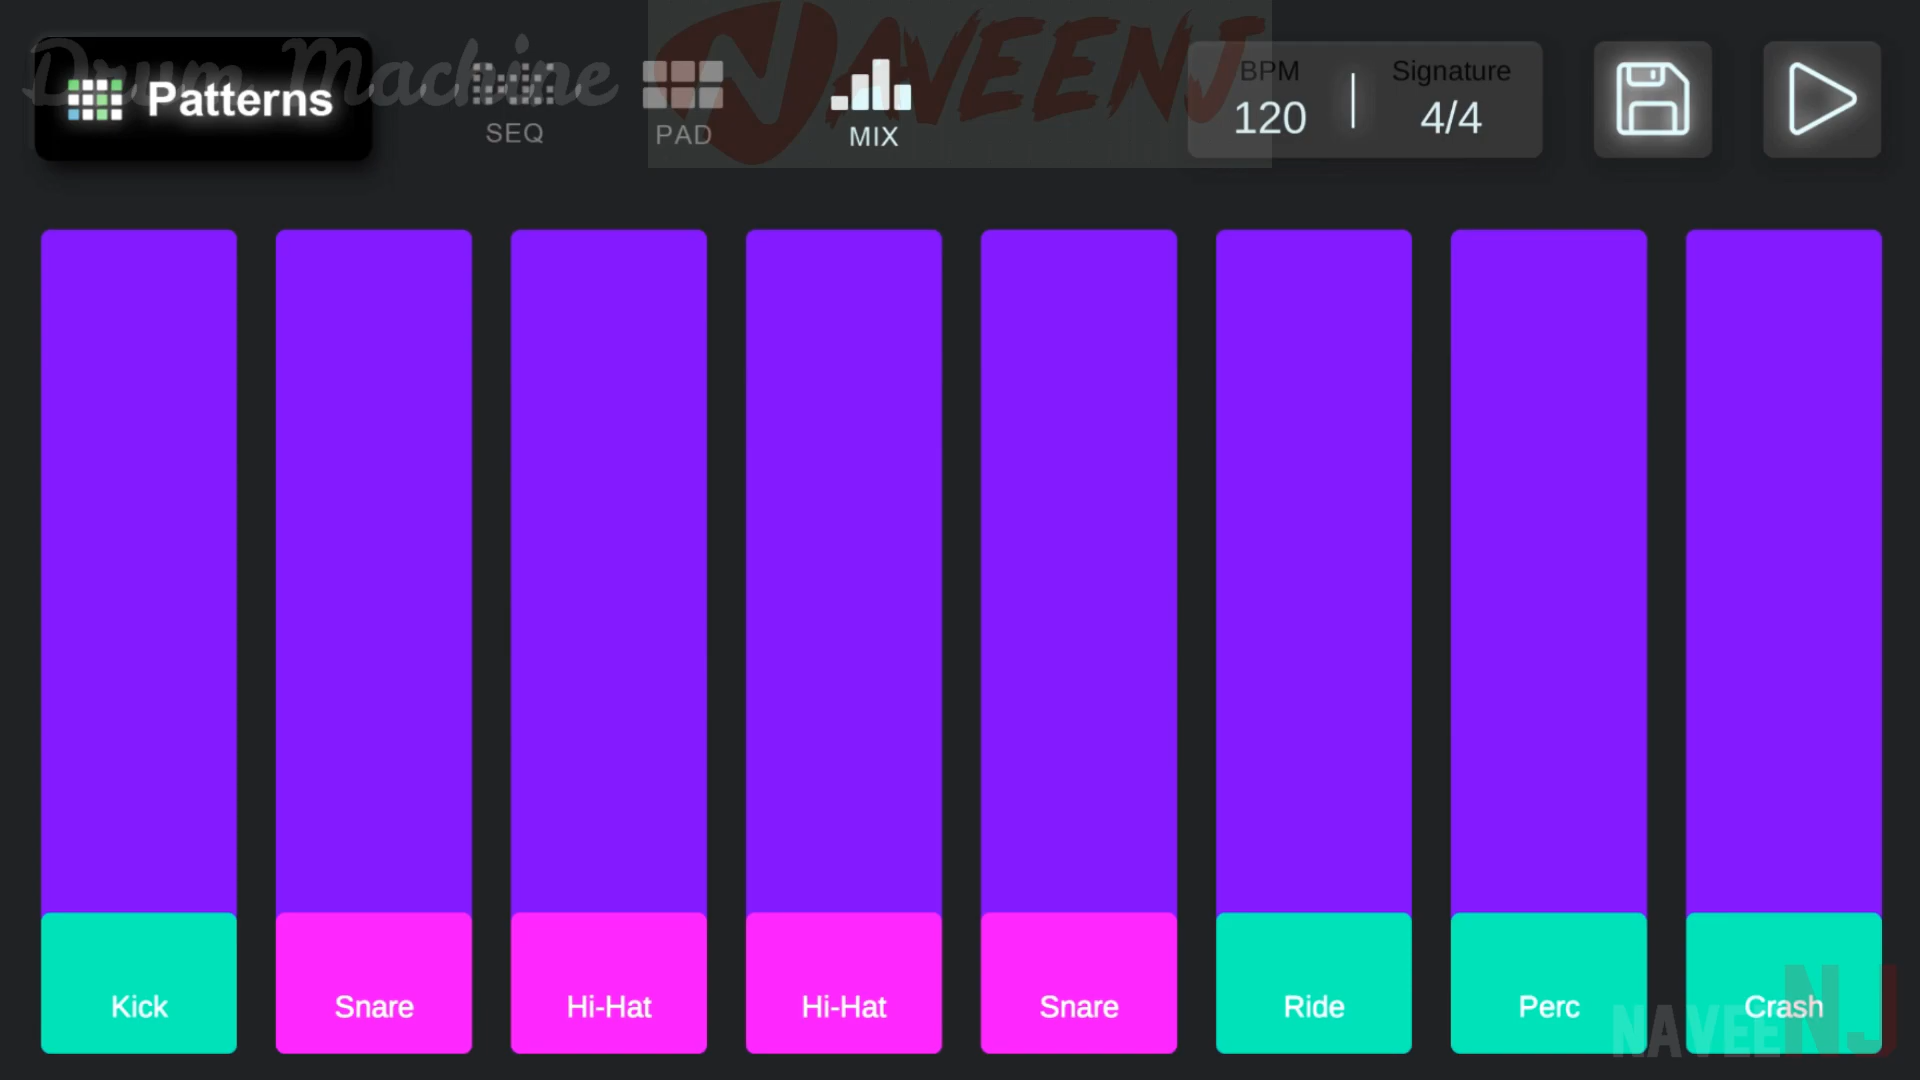 Drum Machine
Patterns
SEQ
PAD
MIX
NAVEENJ
BPM
120
Signature
4/4
Kick
Snare
Hi-Hat
Hi-Hat
Snare
Ride
Perc
Crash
NAVEENJ